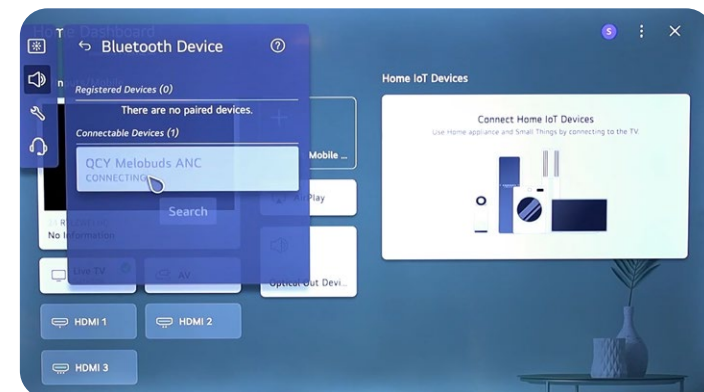 Bluetooth Device
?
S
Registered Devices (0)
There are no paired devices.
Connectable Devices (1)
QCY Melobuds ANC
CONNECTING
Search
Mobile ...
AirPlay
No Information
Live TV
AV
Optical Out Devi...
HDMI 1
HDMI 2
HDMI 3
Home IoT Devices
Connect Home IoT Devices
Use Home appliance and Small Things by connecting to the TV.